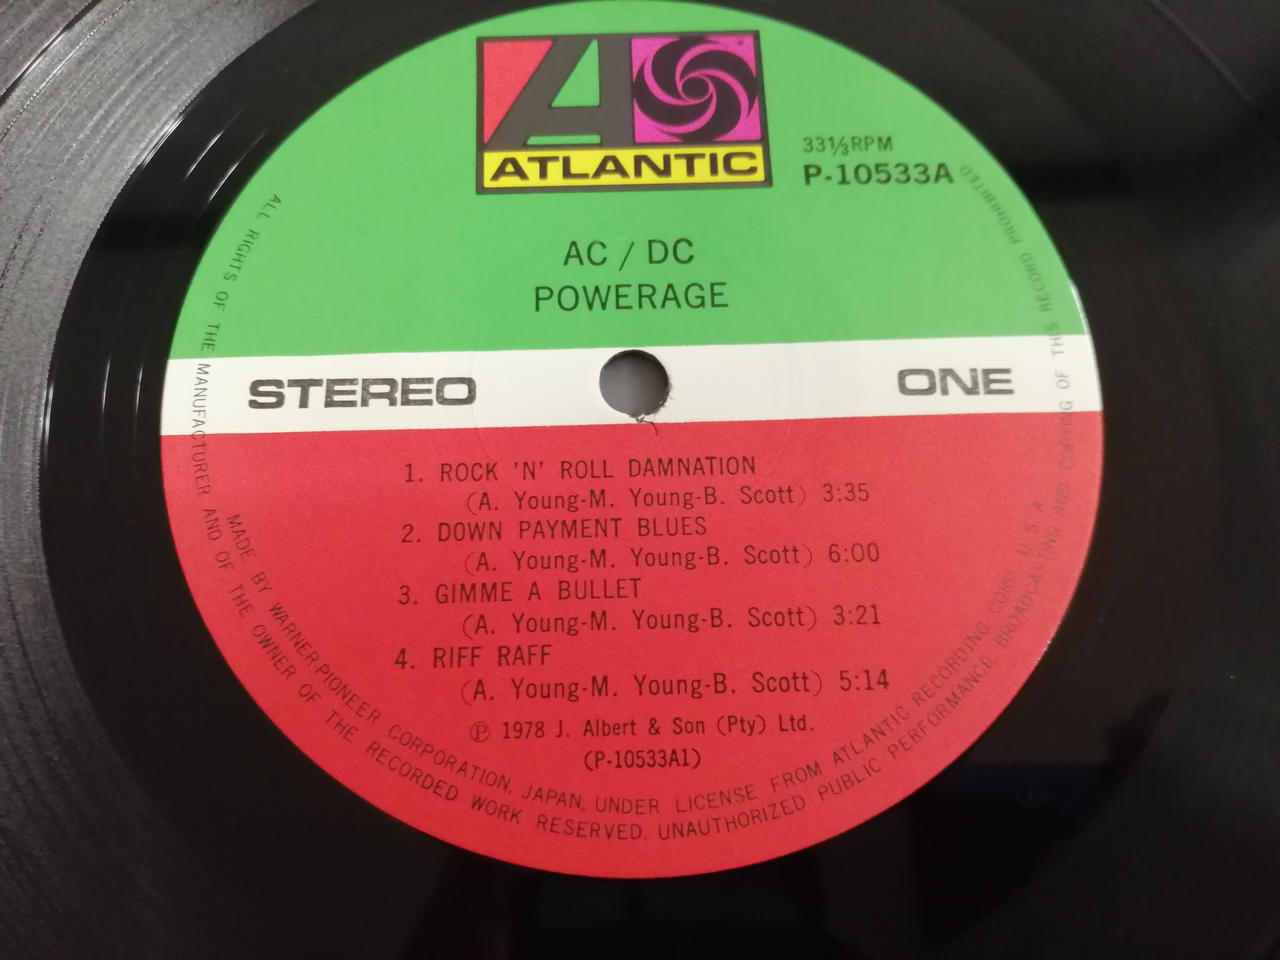 ATLANTIC
33⅓RPM
P-10533A
AC / DC
POWERAGE
STEREO
ONE
1. ROCK 'N' ROLL DAMNATION
(A. Young-M. Young-B. Scott) 3:35
2. DOWN PAYMENT BLUES
(A. Young-M. Young-B. Scott) 6:00
3. GIMME A BULLET
(A. Young-M. Young-B. Scott) 3:21
4. RIFF RAFF
(A. Young-M. Young-B. Scott) 5:14
Ⓟ 1978 J. Albert & Son (Pty) Ltd.
(P-10533A1)
MADE BY WARNER-PIONEER CORPORATION, JAPAN, UNDER LICENSE FROM ATLANTIC RECORDING CORP. U.S.A.
ALL RIGHTS OF THE MANUFACTURER AND OF THE OWNER OF THE RECORDED WORK RESERVED. UNAUTHORIZED PUBLIC PERFORMANCE, BROADCASTING AND COPYING OF THIS RECORD PROHIBITED